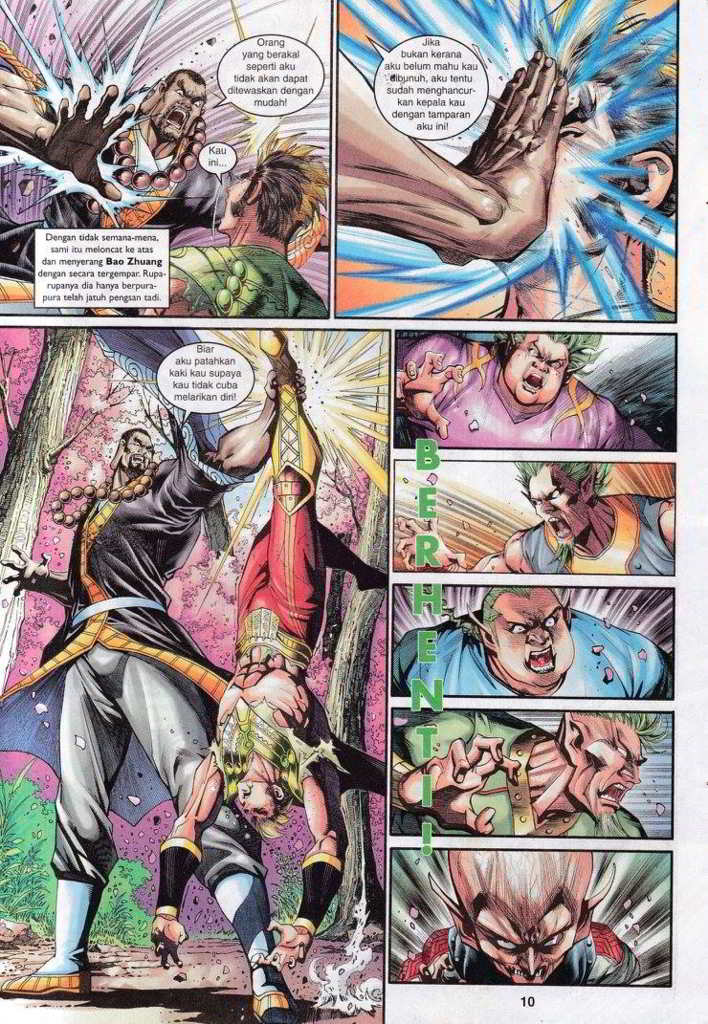 Orang
yang berakal
seperti aku
tidak akan dapat
ditewaskan dengan
mudah!
Kau
ini...
Dengan tidak semana-mena,
sami itu meloncat ke atas
dan menyerang Bao Zhuang
dengan secara tergempar. Rupa-
rupanya dia hanya berpura-
pura telah jatuh pengsan tadi.
Jika
bukan kerana
aku belum mahu kau
dibunuh, aku tentu
sudah menghancur-
kan kepala kau
dengan tamparan
aku ini!
Biar
aku patahkan
kaki kau supaya
kau tidak cuba
melarikan diri!
BERHENTI!
10